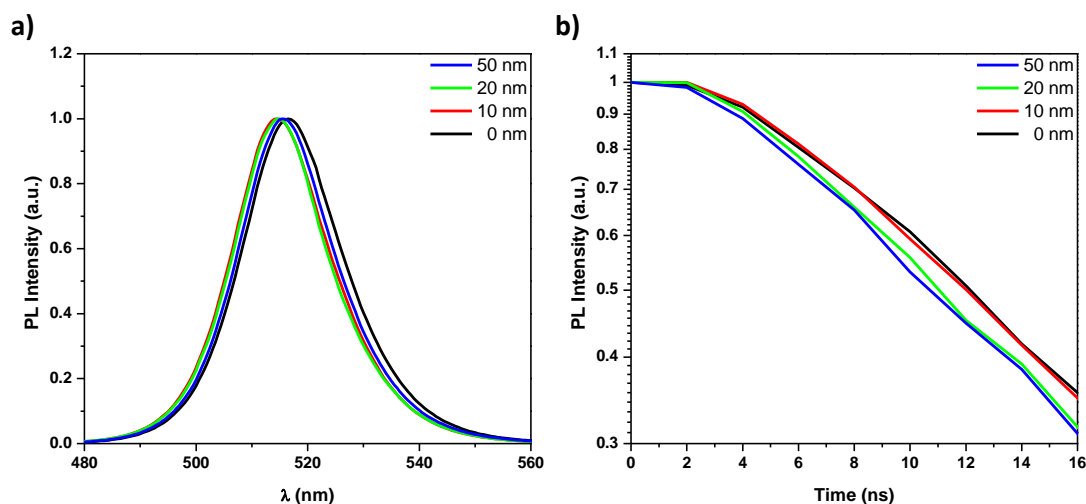 a)
PL Intensity (a.u.)
1.2
1.0
0.8
0.6
0.4
0.2
0.0
480
500
520
540
560
λ (nm)
50 nm
20 nm
10 nm
0 nm
b)
PL Intensity (a.u.)
1.1
1
0.9
0.8
0.7
0.6
0.5
0.4
0.3
0
2
4
6
8
10
12
14
16
Time (ns)
50 nm
20 nm
10 nm
0 nm